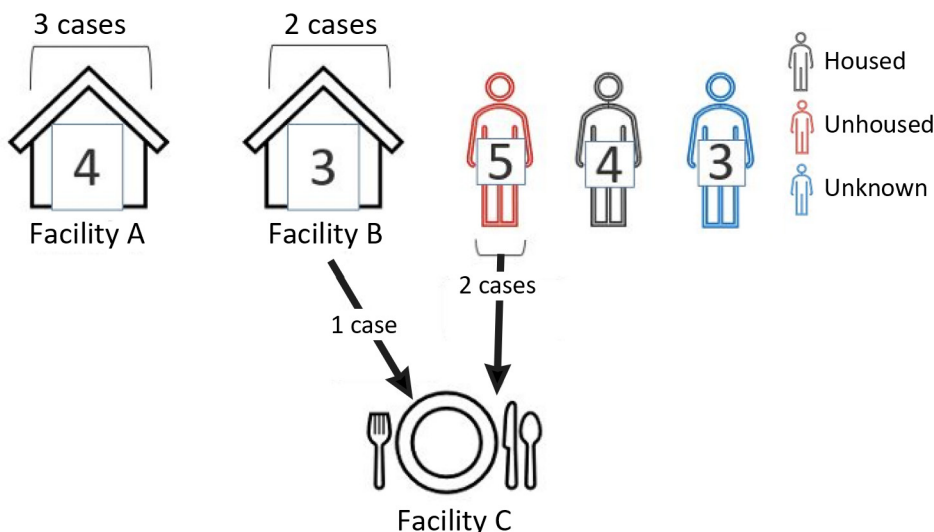 3 cases
2 cases
4
3
5
4
3
Housed
Unhoused
Unknown
Facility A
Facility B
2 cases
1 case
Facility C